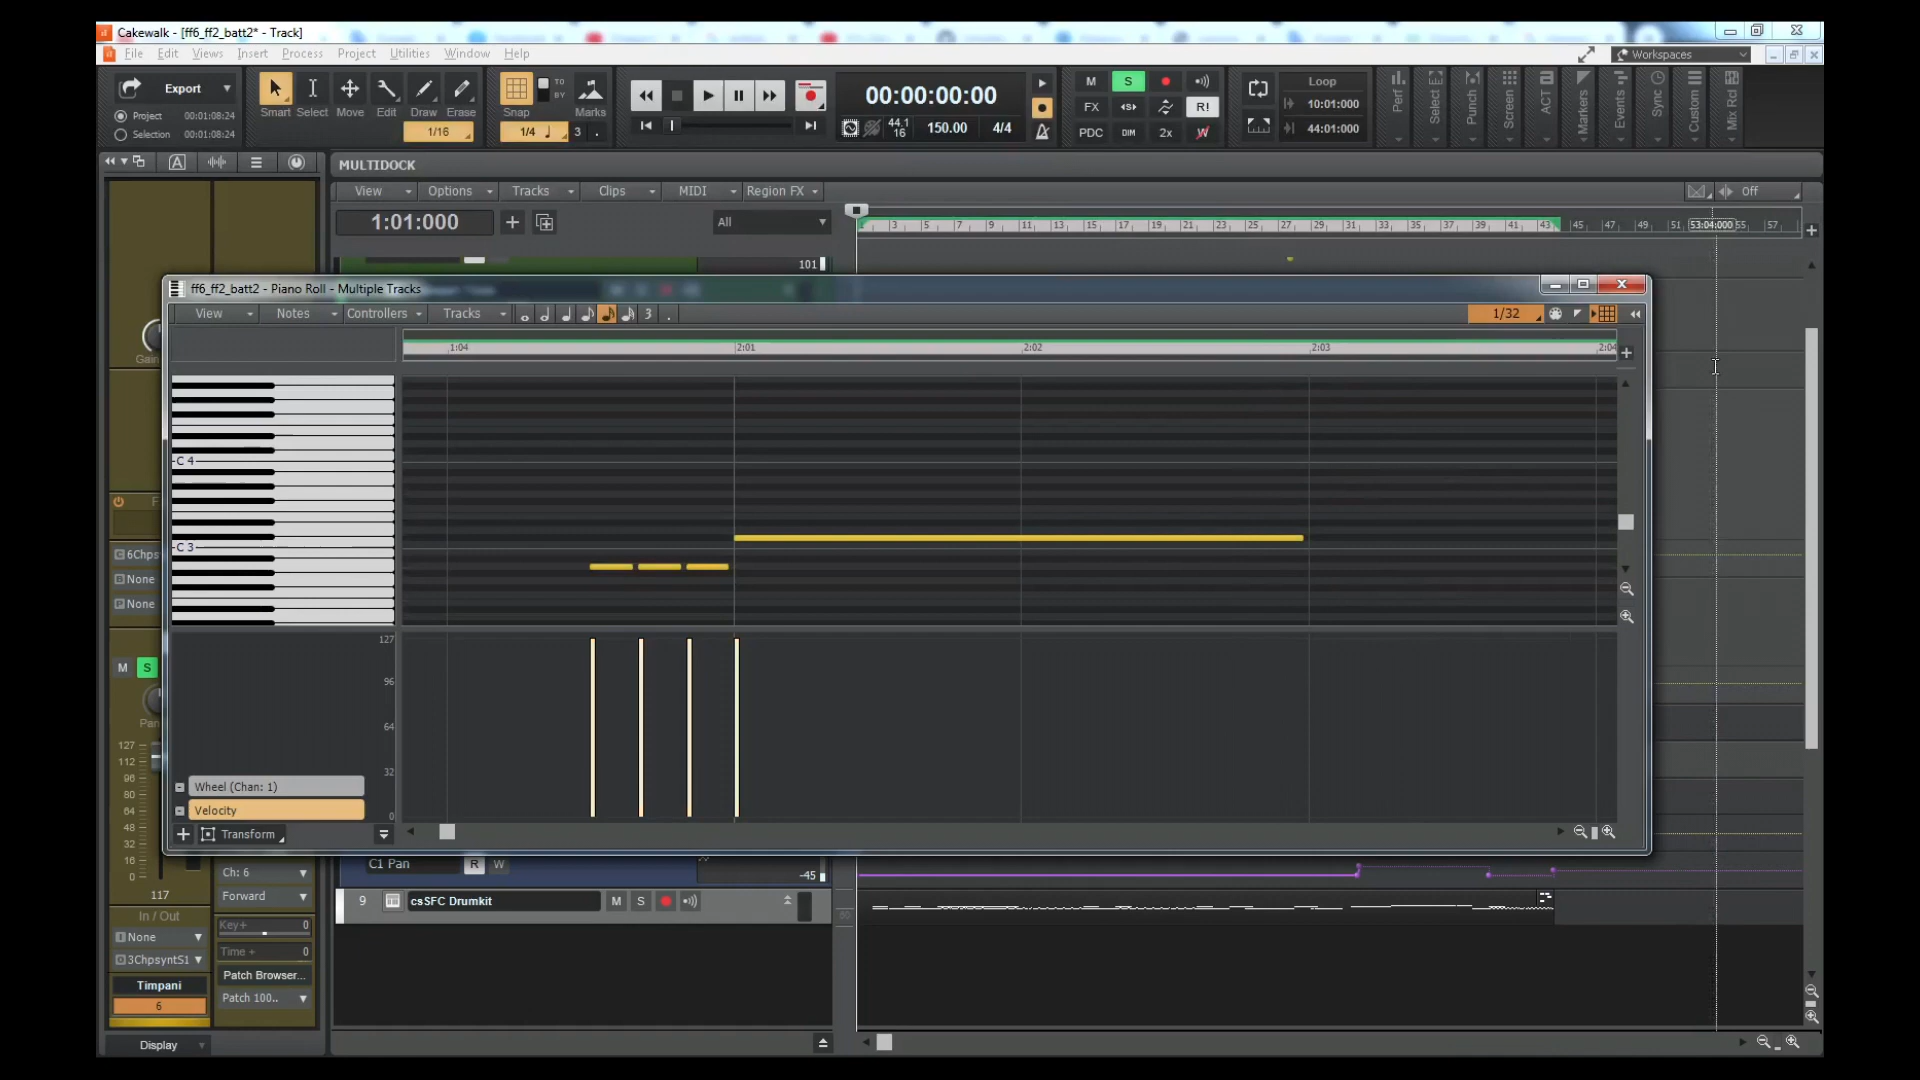 Cakewalk - [ff6_ff2_batt2* - Track]
File Edit Views Insert Process Project Utilities Window Help
Workspaces
Export
Project 00:01:08:24
Selection 00:01:08:24
Smart Select Move Edit Draw Erase
1/16
Snap
TO
BY
Marks
1/4 3 .
00:00:00:00
44.1
16
150.00 4/4
M S
FX R!
PDC DIM 2x W
Loop
10:01:000
44:01:000
Perf
Select
Punch
Screen
ACT
Markers
Events
Sync
Custom
Mix Rcl
MULTIDOCK
View Options Tracks Clips MIDI Region FX
Off
1:01:000
All
3 5 7 9 11 13 15 17 19 21 23 25 27 29 31 33 35 37 39 41 43 45 47 49 51 53:04:000 55 57
101
ff6_ff2_batt2 - Piano Roll - Multiple Tracks
View Notes Controllers Tracks 3 .
1/32
1:04 2:01 2:02 2:03 2:04
C 4
C 3
127
96
64
32
0
Wheel (Chan: 1)
Velocity
Transform
Gain
6Chps
None
None
M S
Pan
127
112
96
80
64
48
32
16
0
117
Ch: 6
Forward
In / Out
Key+ 0
None
Time + 0
3ChpsyntS1
Patch Browser...
Timpani
Patch 100..
6
Display
C1 Pan R W
-45
9 csSFC Drumkit M S